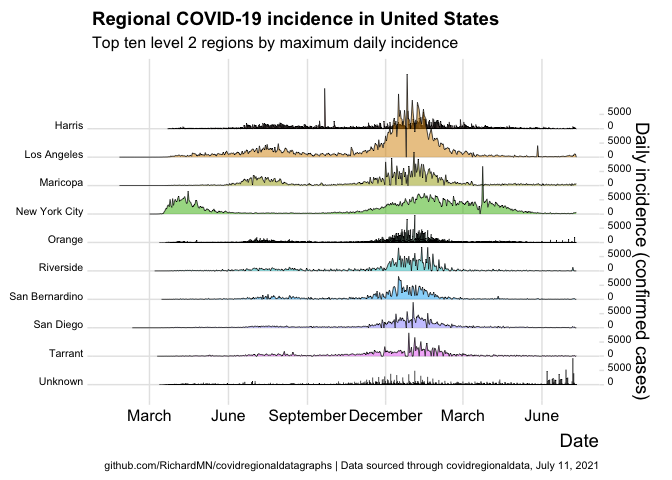 Regional COVID-19 incidence in United States
Top ten level 2 regions by maximum daily incidence
Harris
Los Angeles
Maricopa
New York City
Orange
Riverside
San Bernardino
San Diego
Tarrant
Unknown
5000
0
5000
0
5000
0
5000
0
5000
0
5000
0
5000
0
5000
0
5000
0
5000
0
Daily incidence (confirmed cases)
March June September December March June
Date
github.com/RichardMN/covidregionaldatagraphs | Data sourced through covidregionaldata, July 11, 2021